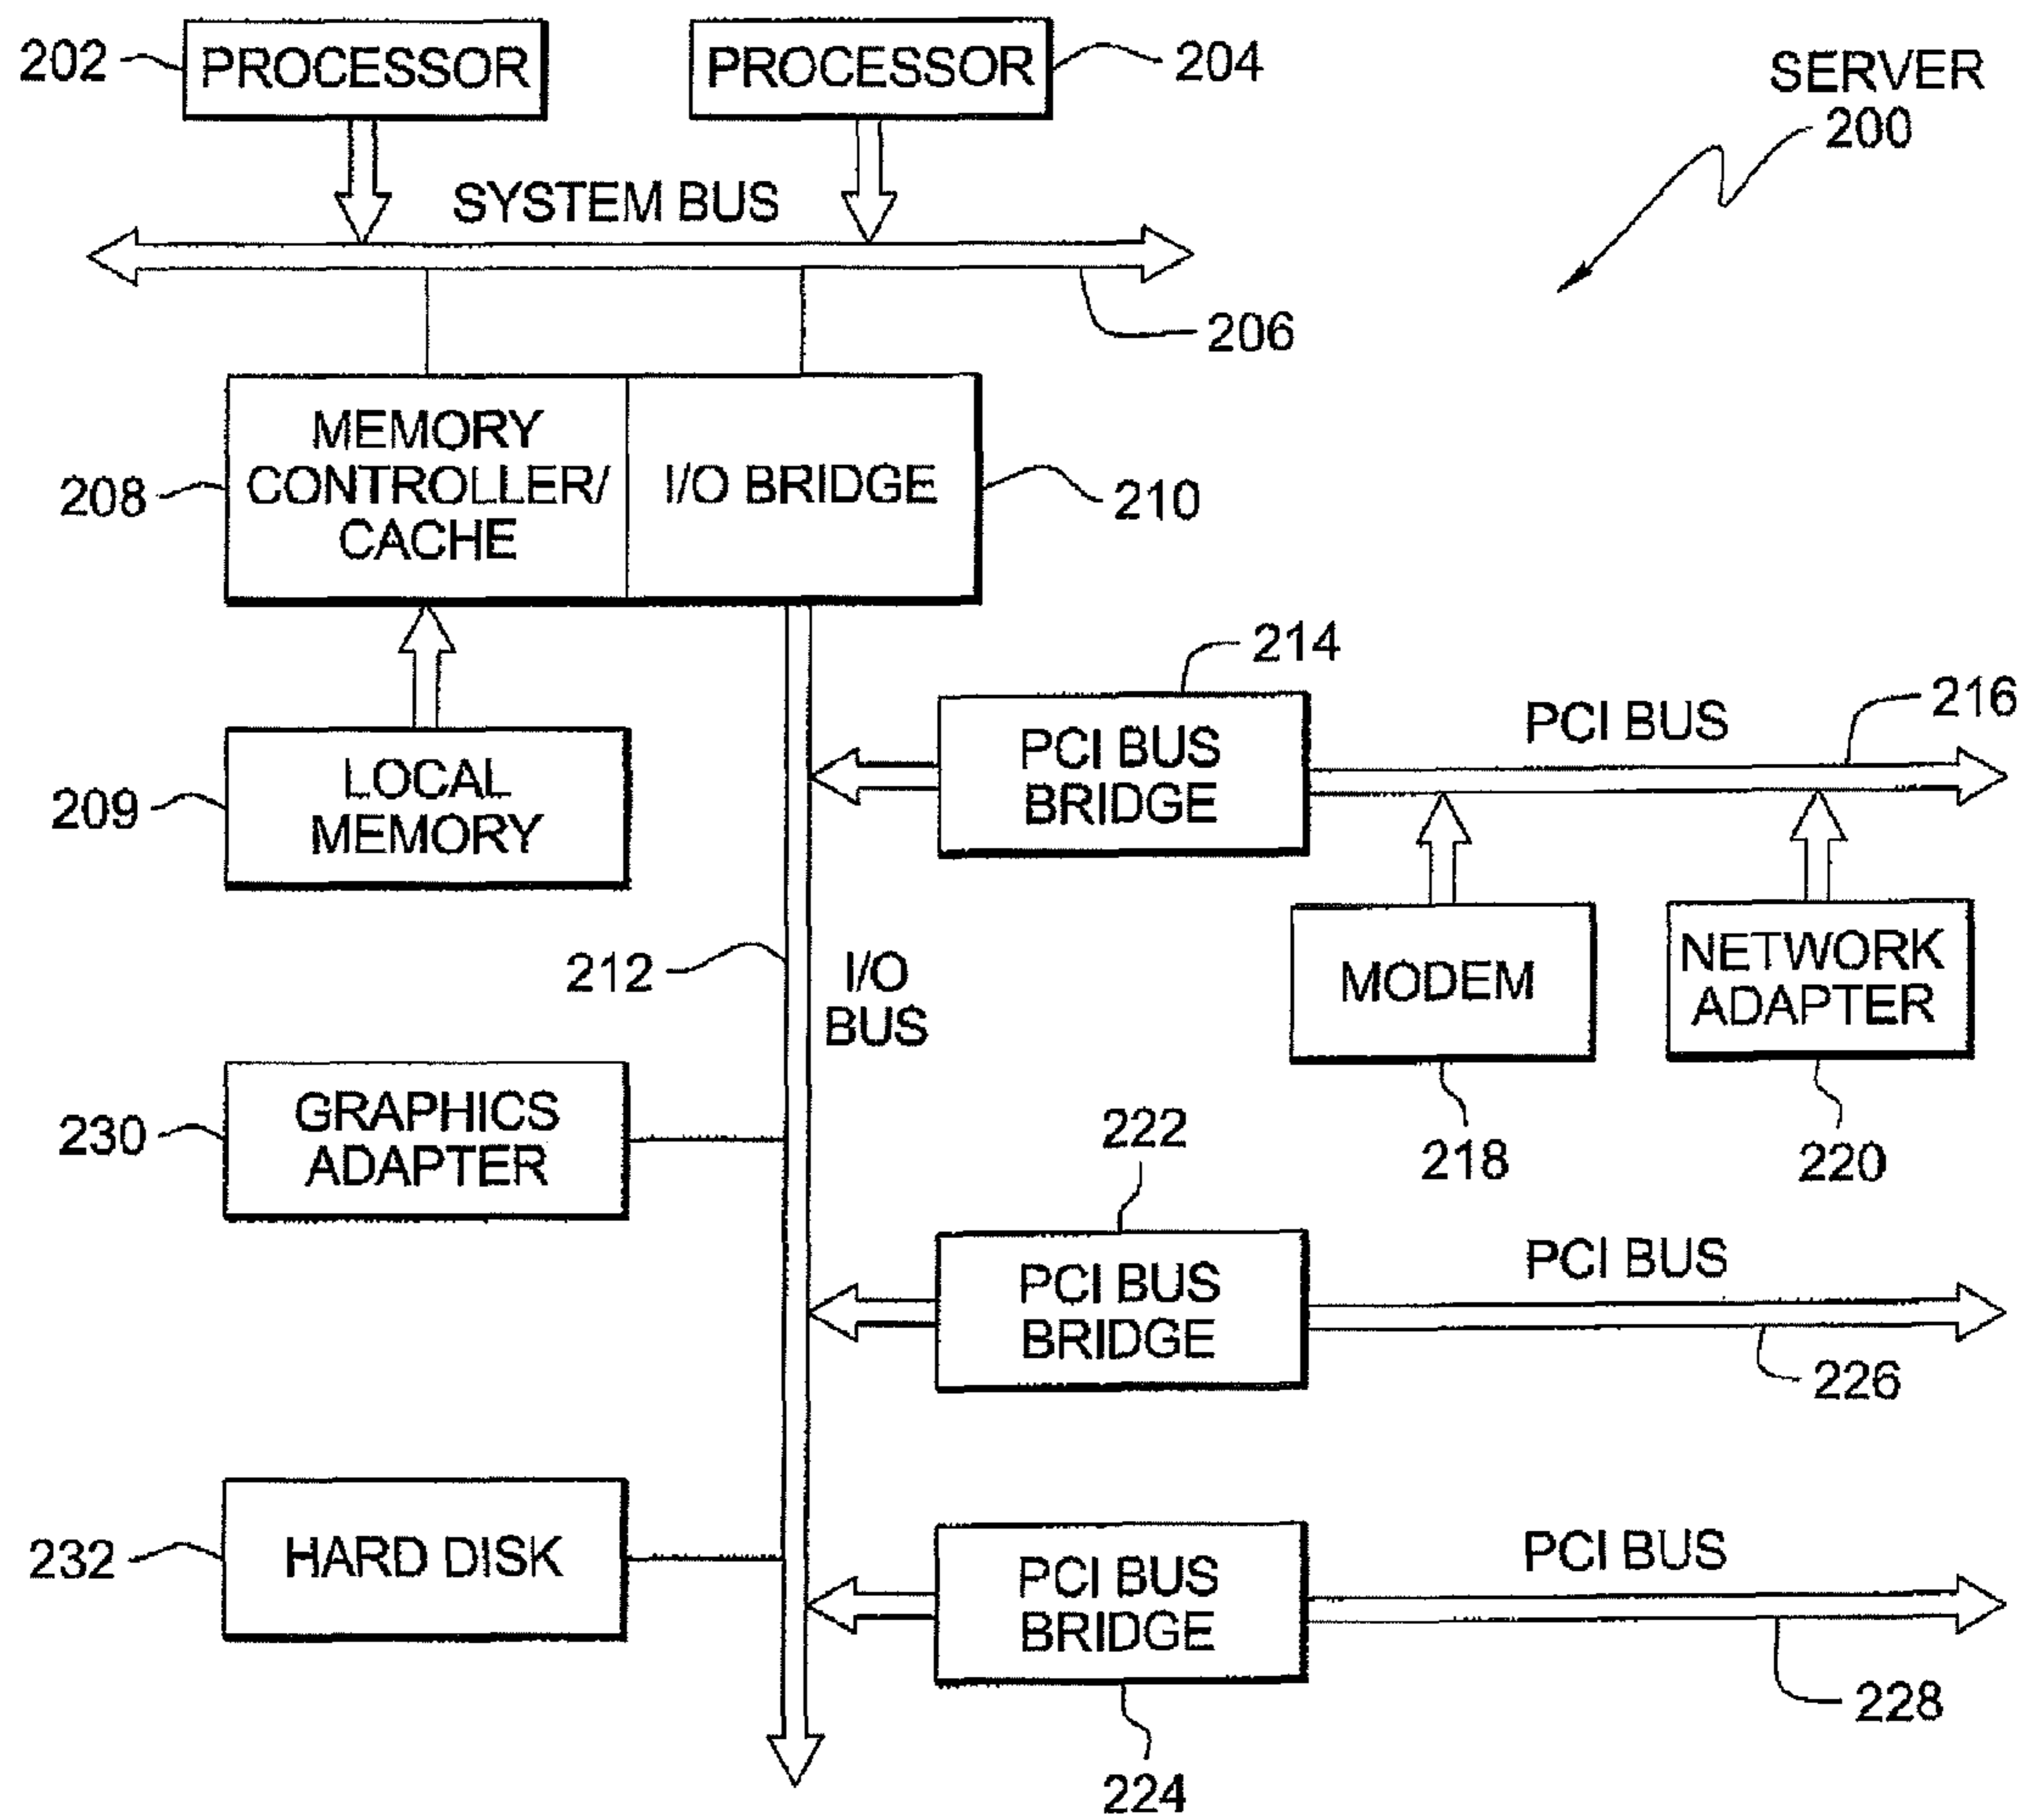 202
PROCESSOR
PROCESSOR
204
SERVER
200
SYSTEM BUS
206
208
MEMORY
CONTROLLER/
CACHE
I/O BRIDGE
210
209
LOCAL
MEMORY
214
PCI BUS
BRIDGE
PCI BUS
216
212
I/O
BUS
MODEM
NETWORK
ADAPTER
218
220
230
GRAPHICS
ADAPTER
222
PCI BUS
BRIDGE
PCI BUS
226
232
HARD DISK
PCI BUS
BRIDGE
PCI BUS
228
224